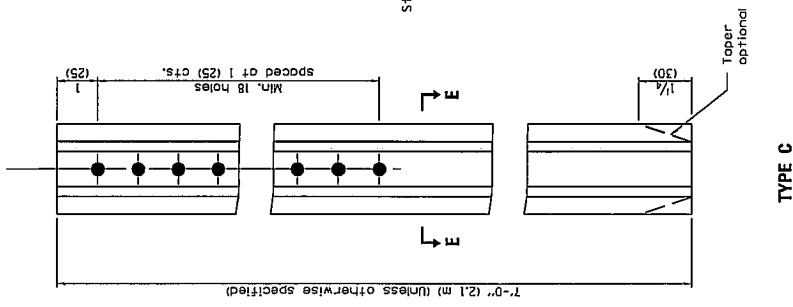 1
(25)
Min. 18 holes
spaced at 1 (25) cts.
St
E
E
7'-0" (2.1 m) (Unless otherwise specified)
1 1/4
(30)
Taper
optional
TYPE C